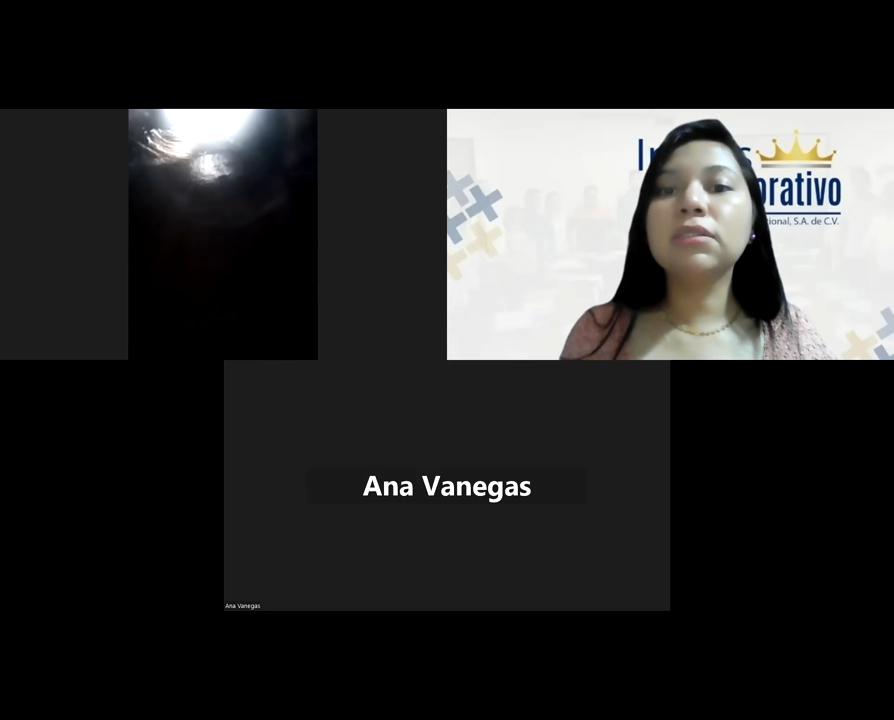 orativo
ional, S.A. de C.V.
Ana Vanegas
Ana Vanegas